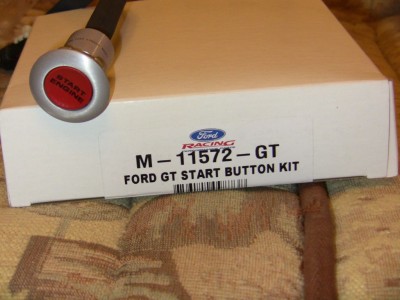 START
ENGINE
Ford
RACING
M-11572-GT
FORD GT START BUTTON KIT